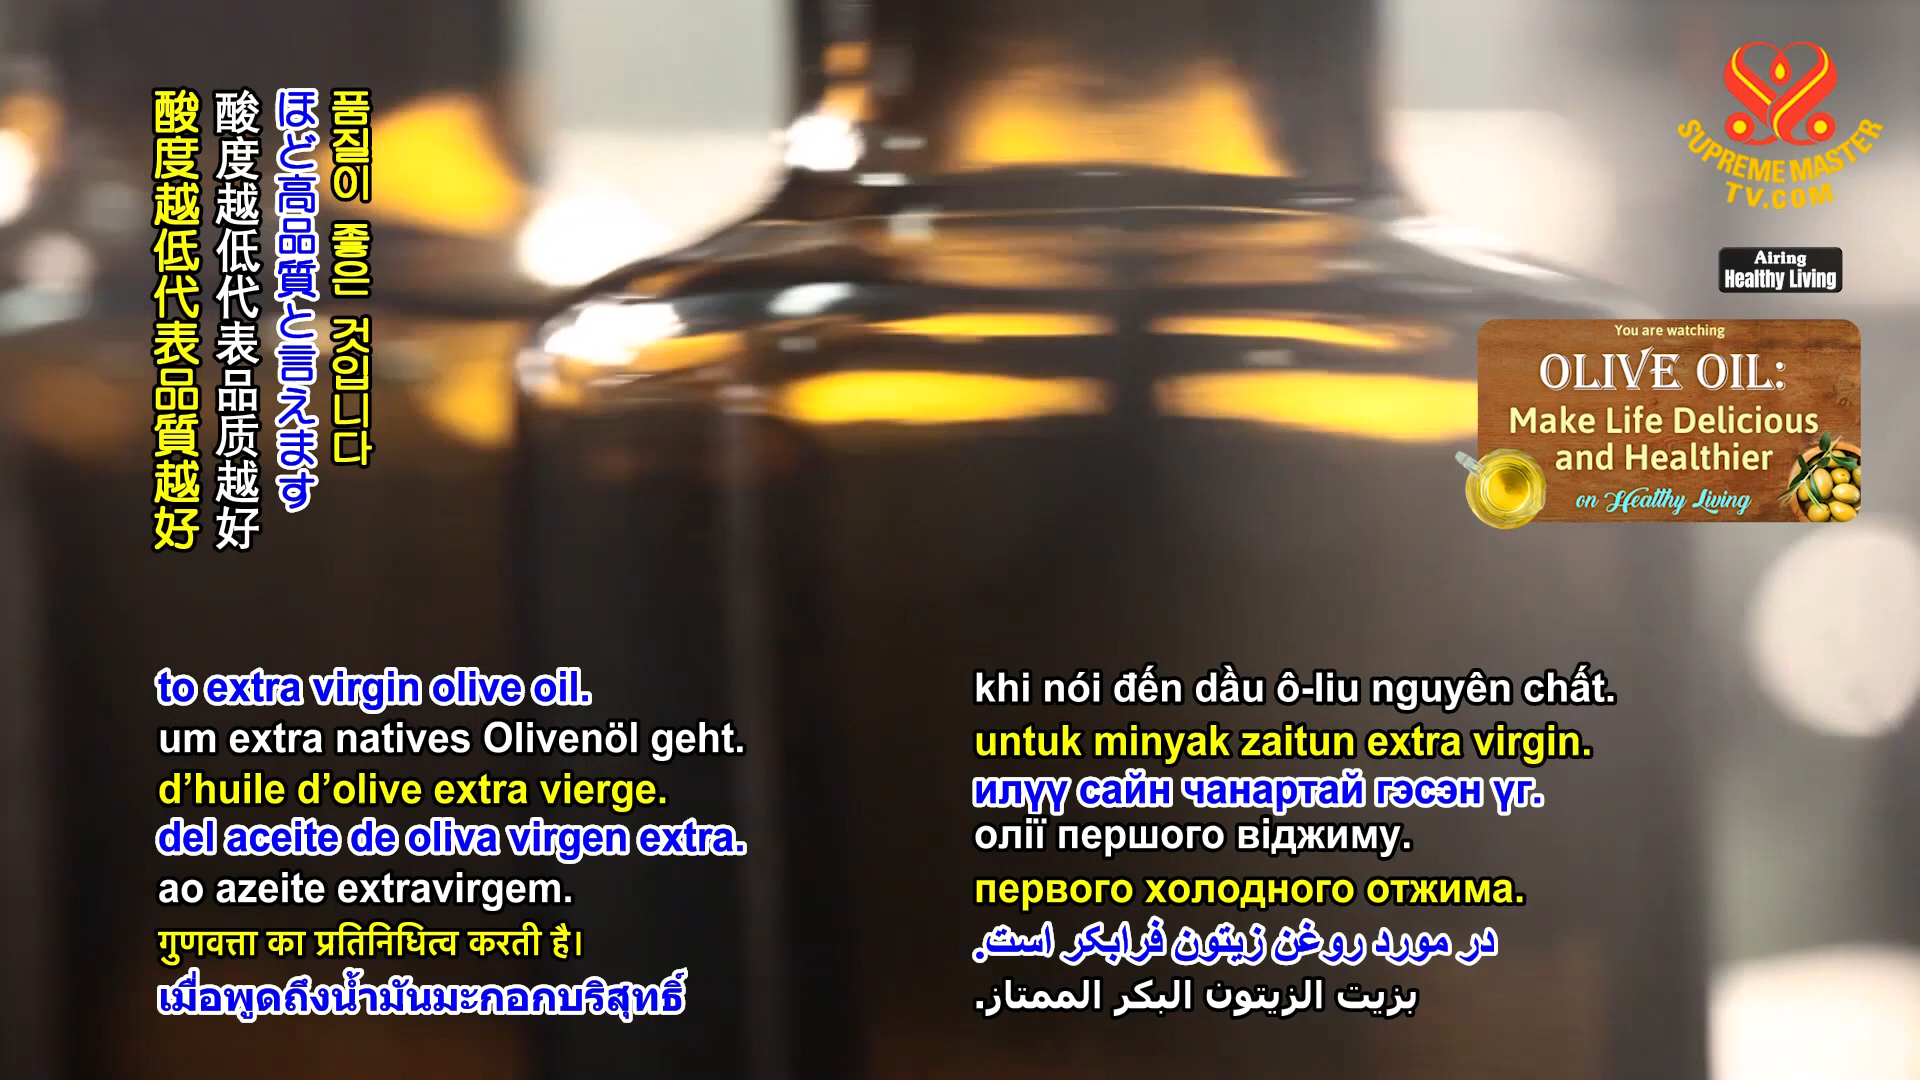 酸度越低代表品質越好
酸度越低代表品质越好
ほど高品質と言えます
품질이 좋은 것입니다
SUPREME MASTER
TV.COM
Airing
Healthy Living
You are watching
OLIVE OIL:
Make Life Delicious
and Healthier
on Healthy Living
to extra virgin olive oil.
um extra natives Olivenöl geht.
d’huile d’olive extra vierge.
del aceite de oliva virgen extra.
ao azeite extravirgem.
गुणवत्ता का प्रतिनिधित्व करती है।
เมื่อพูดถึงน้ำมันมะกอกบริสุทธิ์
khi nói đến dầu ô-liu nguyên chất.
untuk minyak zaitun extra virgin.
илүү сайн чанартай гэсэн үг.
олії першого віджиму.
первого холодного отжима.
در مورد روغن زیتون فرابکر است.
بزيت الزيتون البكر الممتاز.